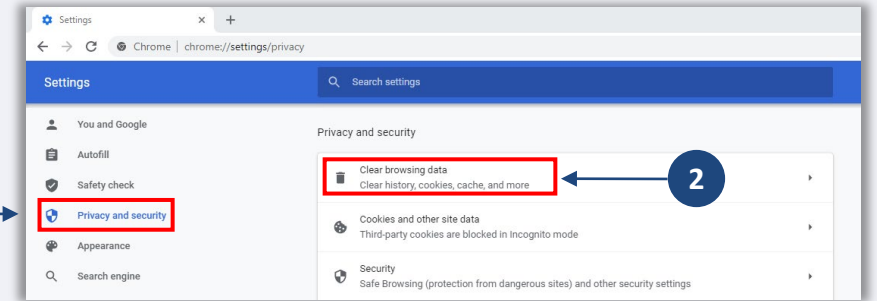 Settings
Chrome | chrome://settings/privacy
Settings
Search settings
You and Google
Autofill
Safety check
Privacy and security
Appearance
Search engine
Privacy and security
Clear browsing data
Clear history, cookies, cache, and more
2
Cookies and other site data
Third-party cookies are blocked in Incognito mode
Security
Safe Browsing (protection from dangerous sites) and other security settings